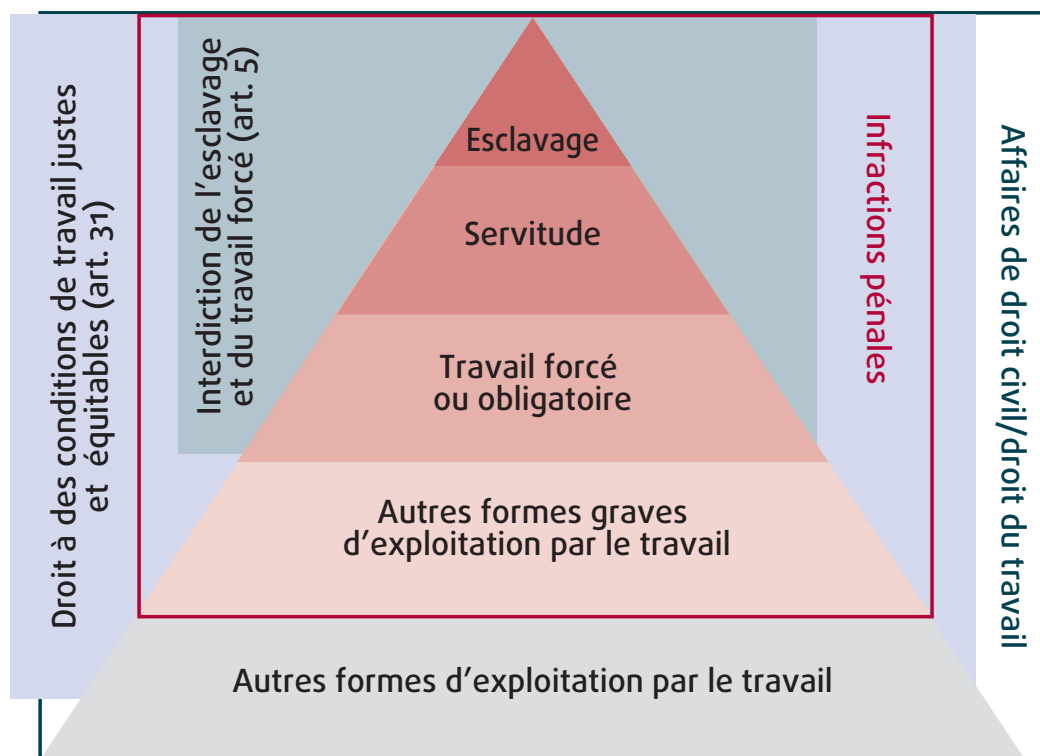 Droit à des conditions de travail justes
et équitables (art. 31)
Interdiction de l'esclavage
et du travail forcé (art. 5)
Esclavage
Servitude
Travail forcé
ou obligatoire
Autres formes graves
d'exploitation par le travail
Autres formes d'exploitation par le travail
Infractions pénales
Affaires de droit civil/droit du travail